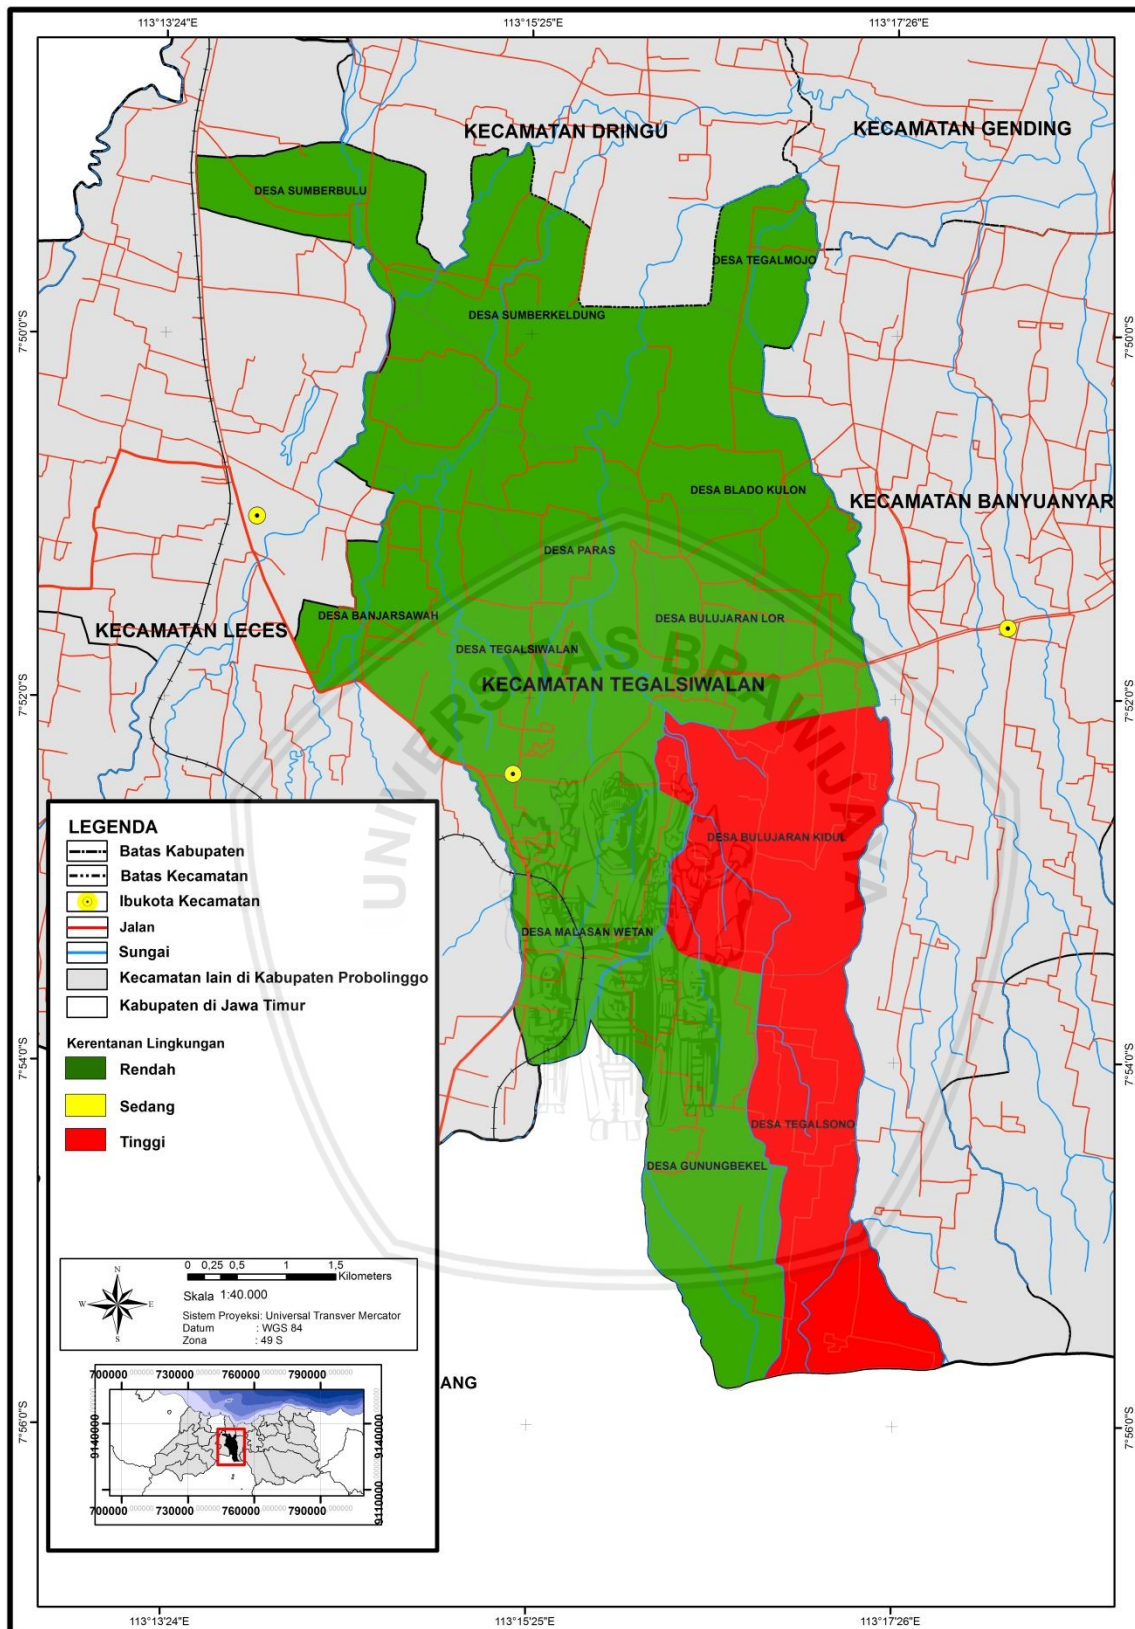 113°13'24"E
113°15'25"E
113°17'26"E
KECAMATAN DRINGU
KECAMATAN GENDING
DESA SUMBERBULU
DESA TEGALMOJO
DESA SUMBERKELDUNG
7°50'0"S
7°50'0"S
DESA BLADO KULON
KECAMATAN BANYUANYAR
DESA PARAS
DESA BANJARSAWAH
DESA BULUJARAN LOR
KECAMATAN LECES
DESA TEGALSIWALAN
UNIVERSITAS BRAWIJAYA
KECAMATAN TEGALSIWALAN
7°52'0"S
7°52'0"S
DESA BULUJARAN KIDUL
DESA MALASAN WETAN
DESA TEGALSONO
DESA GUNUNGBEKEL
7°54'0"S
7°54'0"S
LEGENDA
Batas Kabupaten
Batas Kecamatan
Ibukota Kecamatan
Jalan
Sungai
Kecamatan lain di Kabupaten Probolinggo
Kabupaten di Jawa Timur
Kerentanan Lingkungan
Rendah
Sedang
Tinggi
N
W E
S
0 0,25 0,5 1 1,5
Kilometers
Skala 1:40.000
Sistem Proyeksi: Universal Transver Mercator
Datum : WGS 84
Zona : 49 S
700000 730000 760000 790000
9140000
9140000
9110000
700000 730000 760000 790000
ANG
7°56'0"S
7°56'0"S
113°13'24"E
113°15'25"E
113°17'26"E